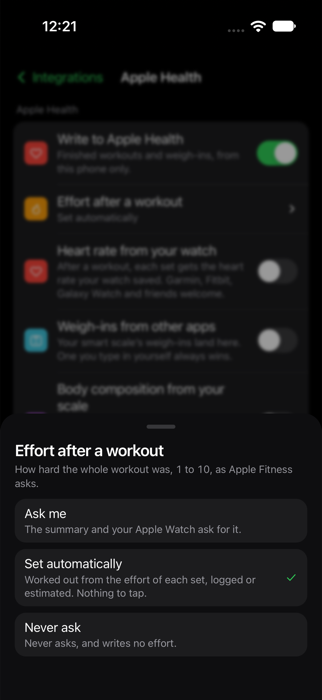 12:21
Integrations
Apple Health
Apple Health
Write to Apple Health
Finished workouts and weigh-ins, from
this phone only.
Effort after a workout
Set automatically
Heart rate from your watch
After a workout, each set gets the heart
rate your watch saved. Garmin, Fitbit,
Galaxy Watch and friends welcome.
Weigh-ins from other apps
Your smart scale's weigh-ins land here.
One you type in yourself always wins.
Body composition from your
scale
Effort after a workout
How hard the whole workout was, 1 to 10, as Apple Fitness
asks.
Ask me
The summary and your Apple Watch ask for it.
Set automatically
Worked out from the effort of each set, logged or
estimated. Nothing to tap.
Never ask
Never asks, and writes no effort.